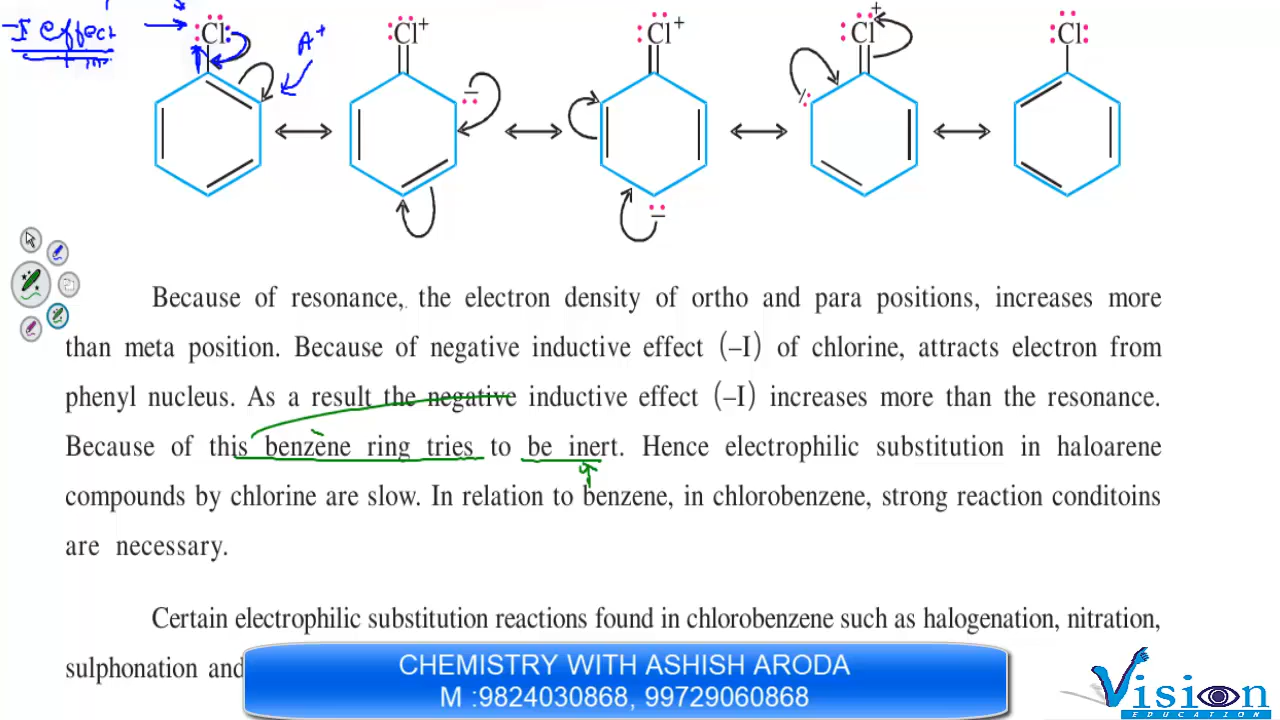 -I effect
:Cl:
A+
:Cl+
:Cl+
:Cl+
:Cl:
Because of resonance, the electron density of ortho and para positions, increases more
than meta position. Because of negative inductive effect (–I) of chlorine, attracts electron from
phenyl nucleus. As a result the negative inductive effect (–I) increases more than the resonance.
Because of this benzene ring tries to be inert. Hence electrophilic substitution in haloarene
compounds by chlorine are slow. In relation to benzene, in chlorobenzene, strong reaction conditoins
are necessary.
Certain electrophilic substitution reactions found in chlorobenzene such as halogenation, nitration,
sulphonation and
CHEMISTRY WITH ASHISH ARODA
M :9824030868, 99729060868
Vision
EDUCATION